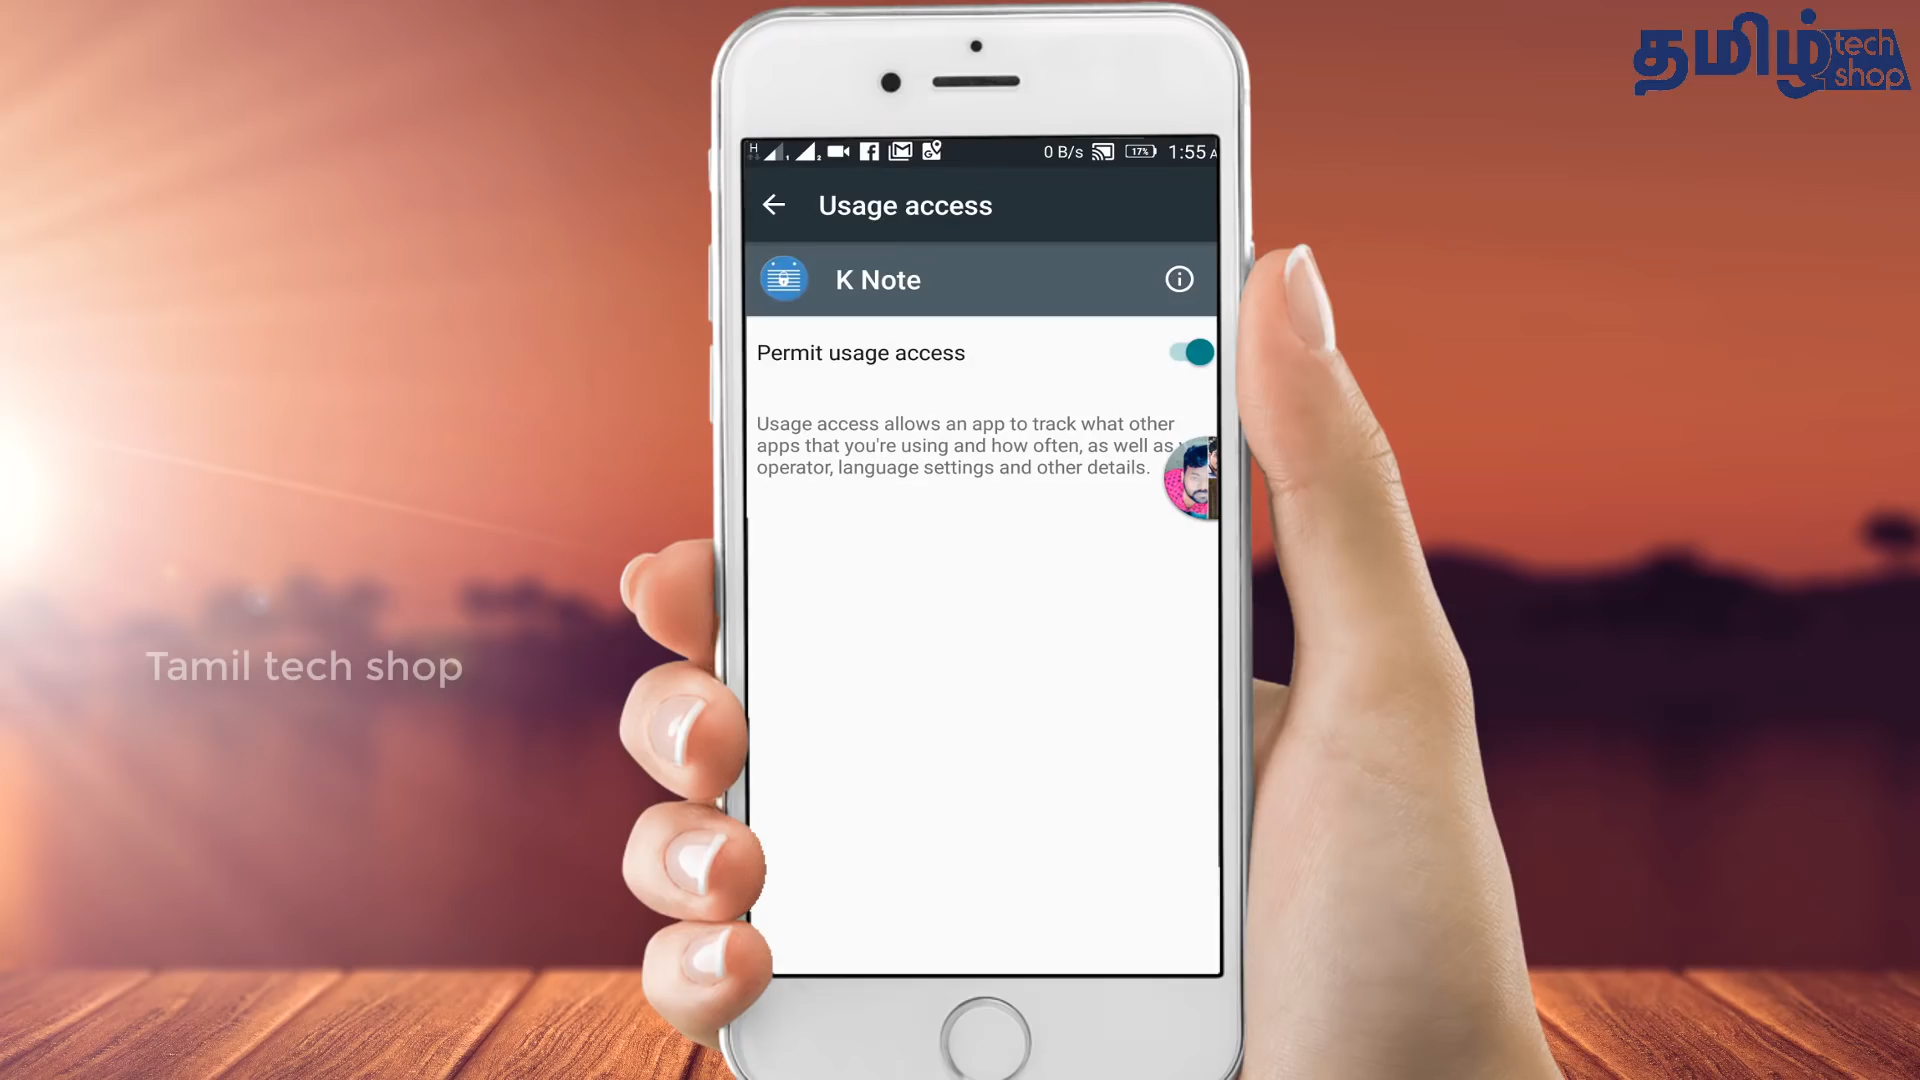 தமிழ் tech
shop
H 1 2 0 B/s 17% 1:55
Usage access
K Note
Permit usage access
Usage access allows an app to track what other
apps that you're using and how often, as well as
operator, language settings and other details.
Tamil tech shop